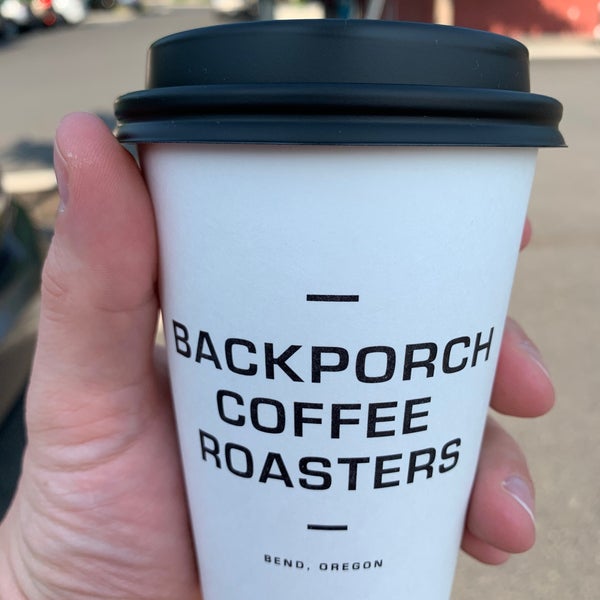 BACKPORCH
COFFEE
ROASTERS
BEND, OREGON